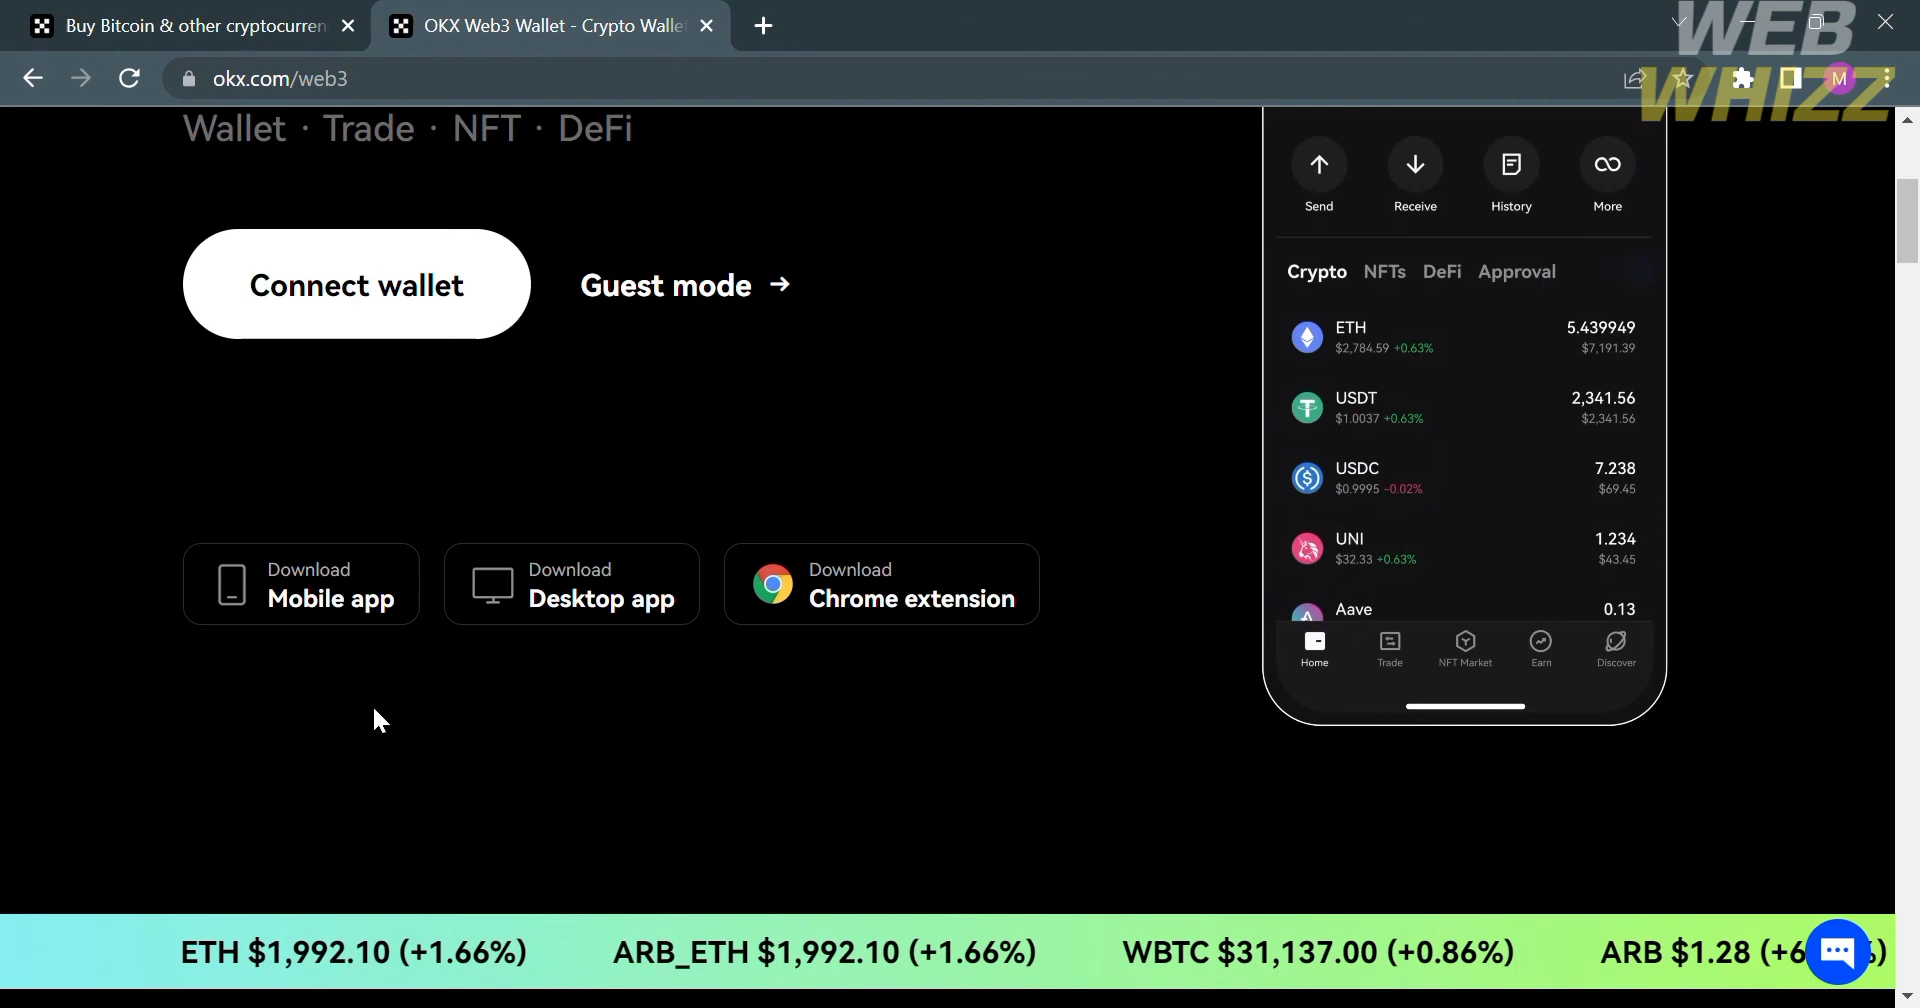 Buy Bitcoin & other cryptocurren
OKX Web3 Wallet - Crypto Walle
WEB
WHIZZ
okx.com/web3
M
Wallet · Trade · NFT · DeFi
Connect wallet
Guest mode →
Download
Mobile app
Download
Desktop app
Download
Chrome extension
Send
Receive
History
More
Crypto NFTs DeFi Approval
ETH 5.439949
$2,784.59 +0.63% $7,191.39
USDT 2,341.56
$1.0037 +0.63% $2,341.56
USDC 7.238
$0.9995 -0.02% $69.45
UNI 1.234
$32.33 +0.63% $43.45
Aave 0.13
Home
Trade
NFT Market
Earn
Discover
ETH $1,992.10 (+1.66%) ARB_ETH $1,992.10 (+1.66%) WBTC $31,137.00 (+0.86%) ARB $1.28 (+6